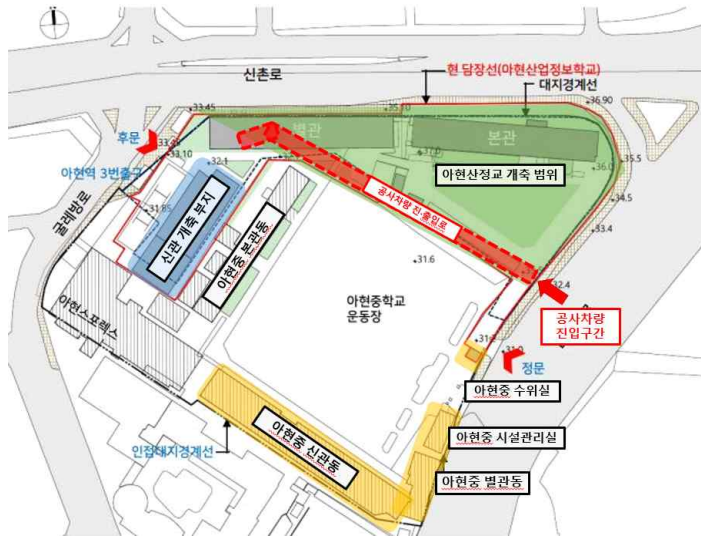 신촌로
현 담장선(아현산업정보학교)
대지경계선
33.45
35.10
36.90
별관
본관
후문
33.45
33.10
32.1
아현역 3번출구
35.5
36.0
아현산정교 개축 범위
34.5
굴레방로
31.95
신관 개축 부지
아현중 본관동
공사차량 진·출입로
33.4
31.6
32.4
아현스포렉스
아현중학교
운동장
공사차량
진입구간
31.0
정문
아현중 수위실
인접대지경계선
아현중 신관동
아현중 시설관리실
아현중 별관동